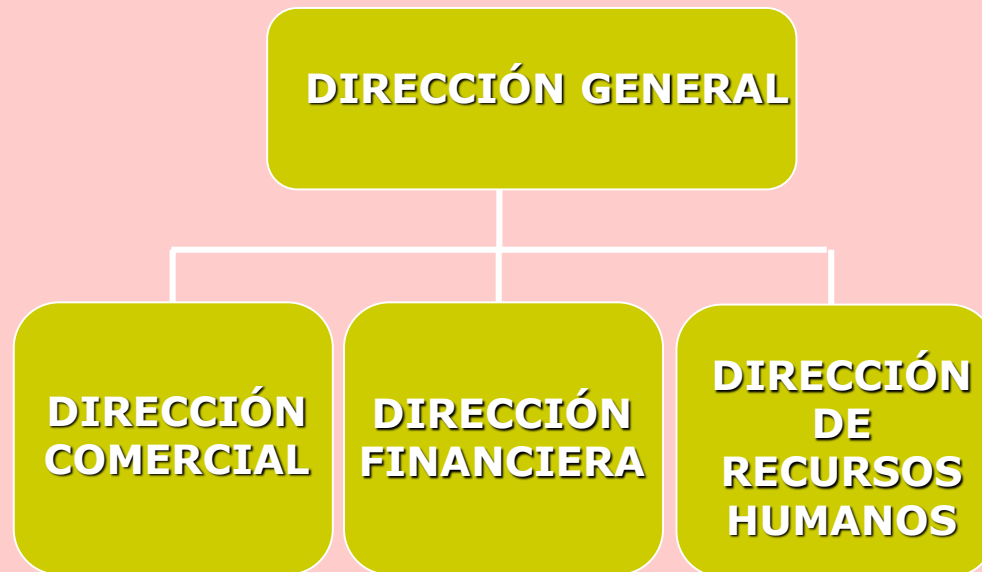 DIRECCIÓN GENERAL
DIRECCIÓN
COMERCIAL
DIRECCIÓN
FINANCIERA
DIRECCIÓN
DE
RECURSOS
HUMANOS